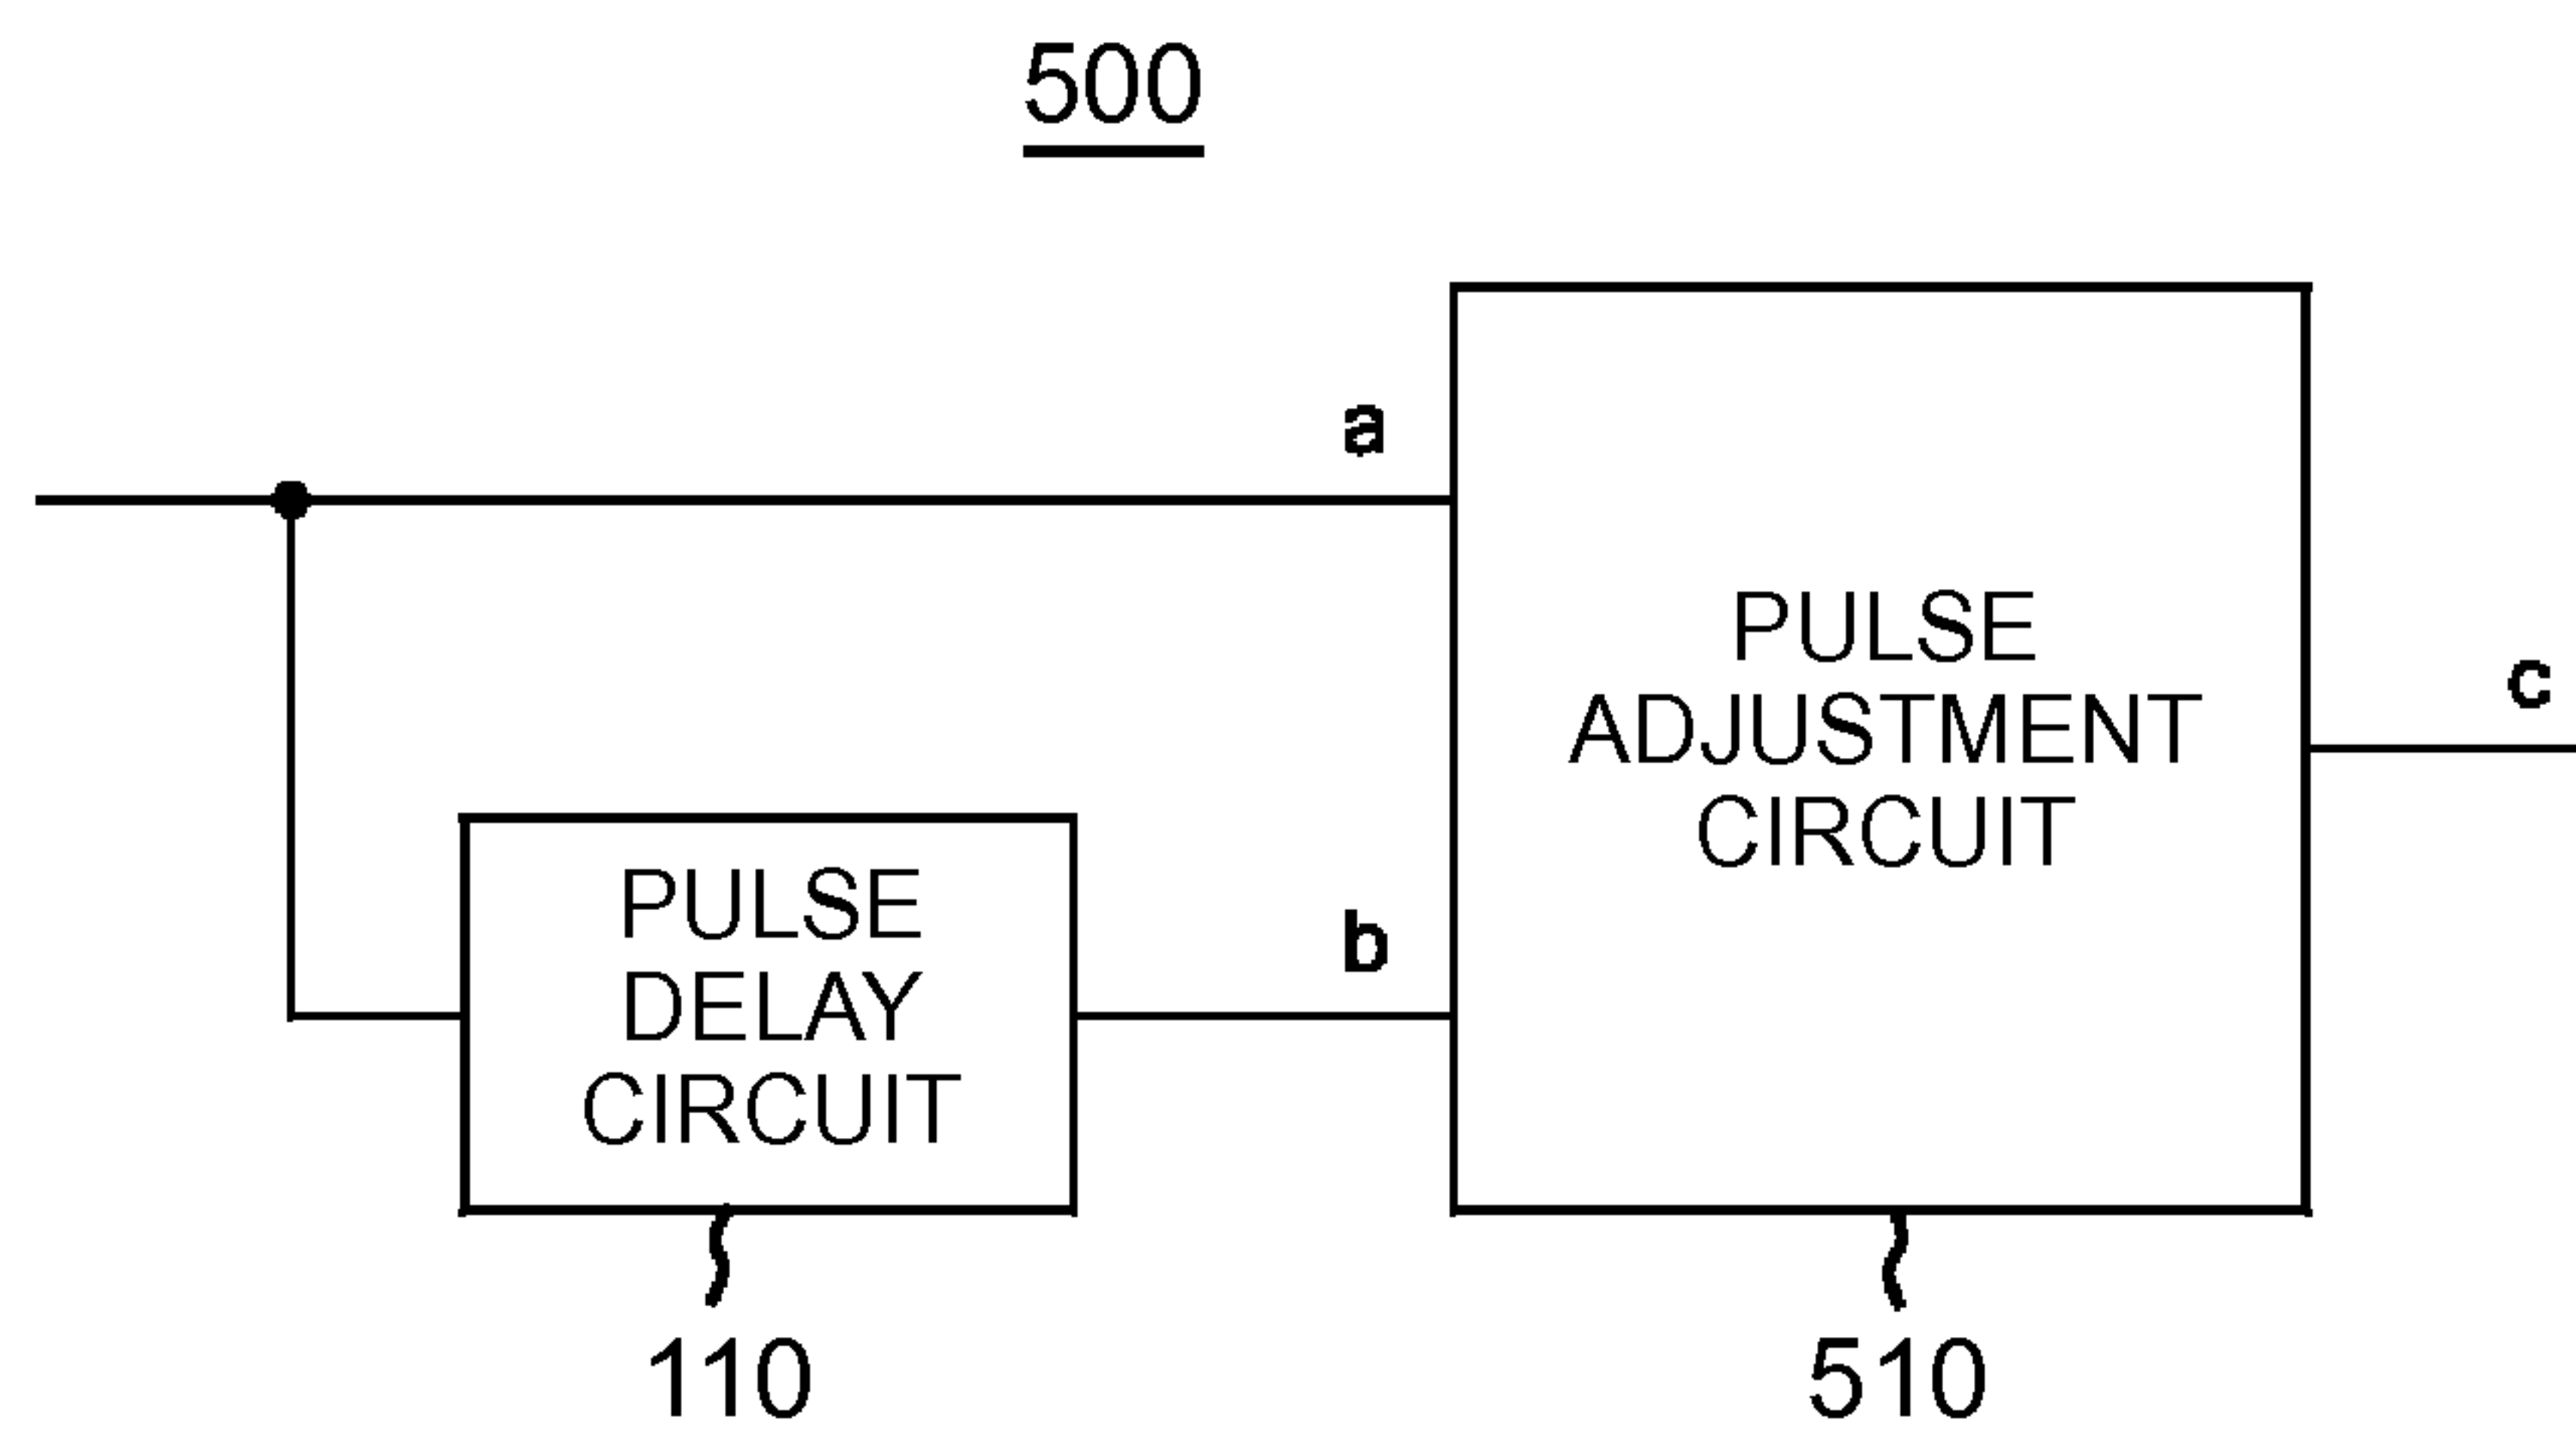 500
a
PULSE
ADJUSTMENT
CIRCUIT
c
PULSE
DELAY
CIRCUIT
b
110
510